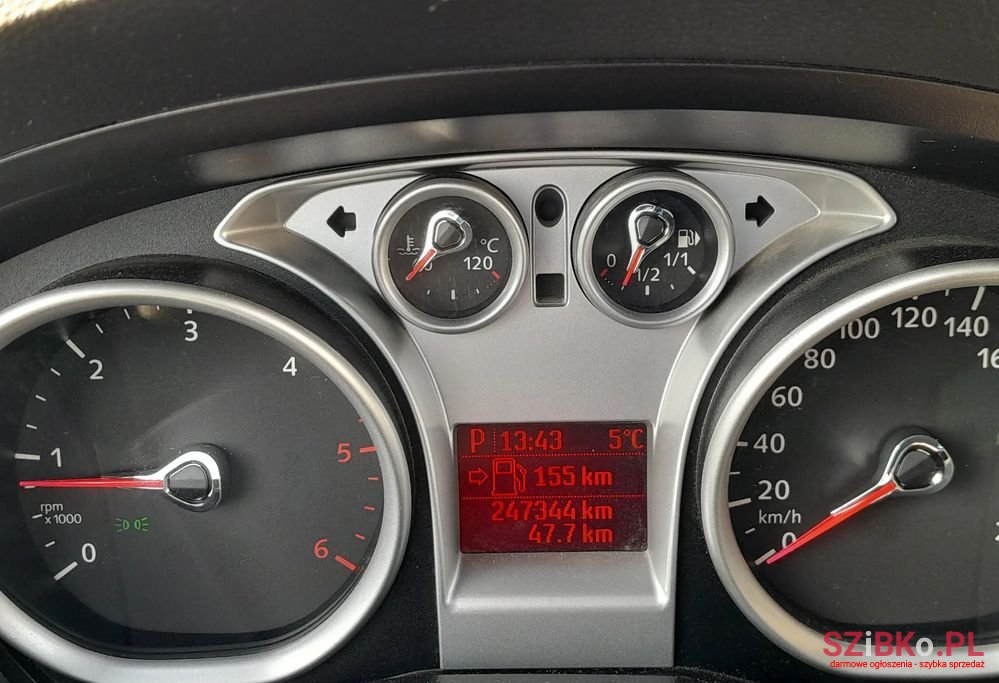 °C
60 120
0 1/2 1/1
0 1 2 3 4 5 6
rpm
x1000
P 13:43 5°C
155 km
247344 km
47.7 km
0 20 40 60 80 100 120 140
km/h
SZiBKo.PL
darmowe ogłoszenia - szybka sprzedaż